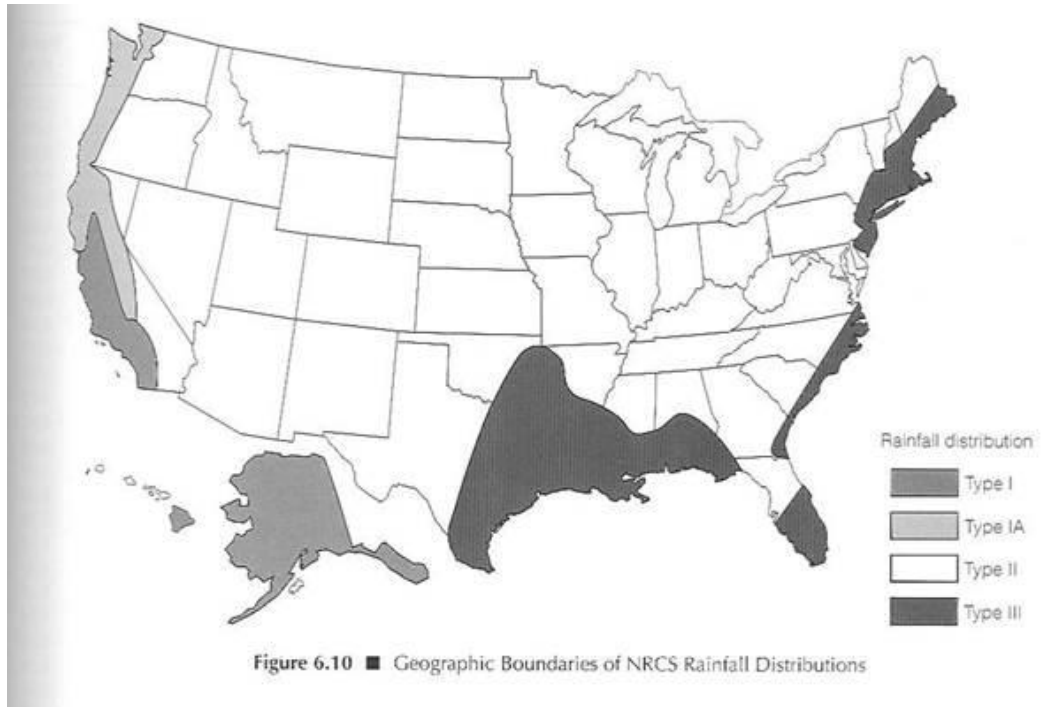 Rainfall distribution
Type I
Type IA
Type II
Type III
Figure 6.10 ■ Geographic Boundaries of NRCS Rainfall Distributions